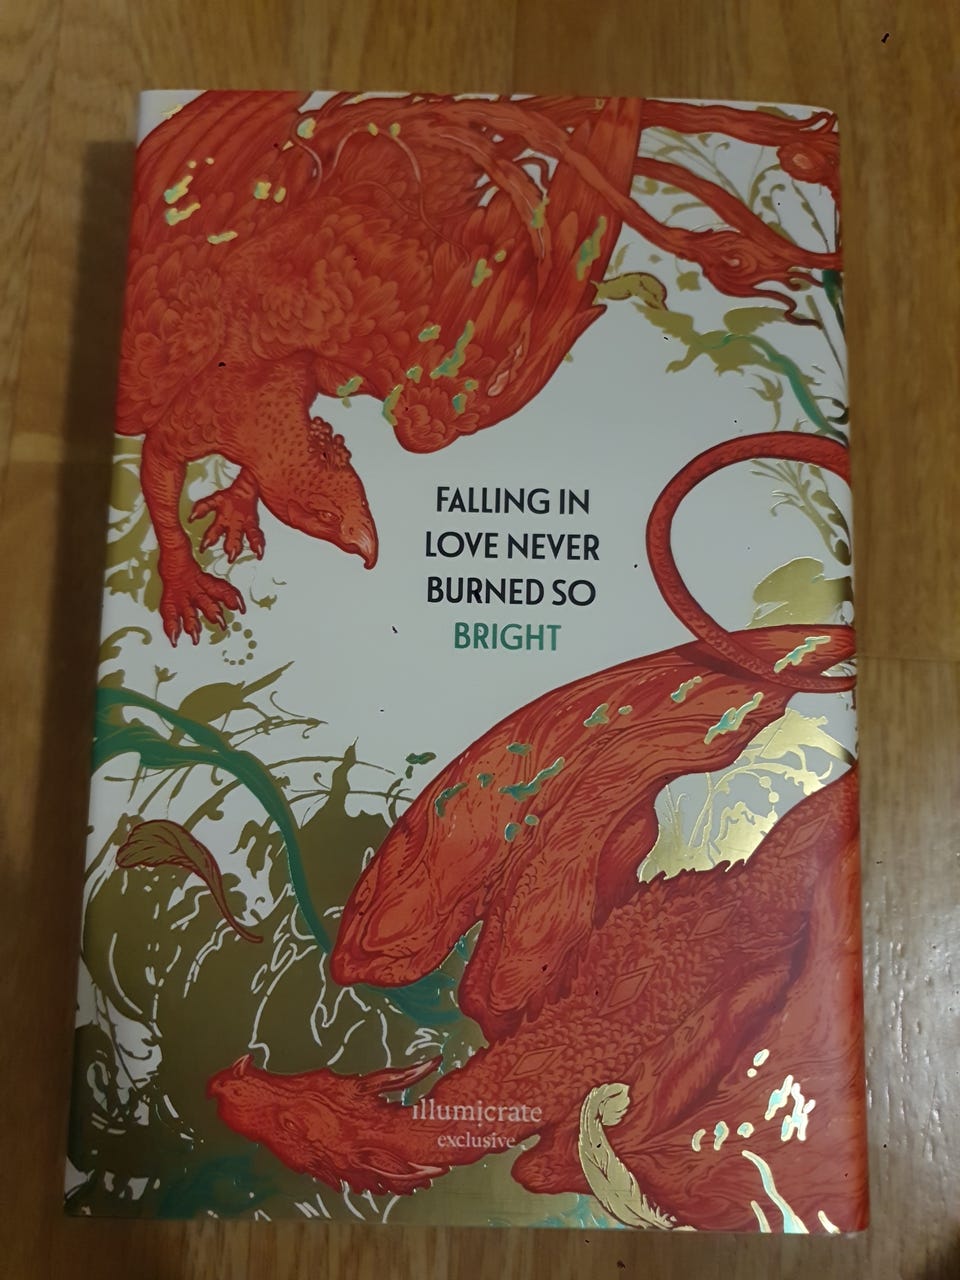 FALLING IN
LOVE NEVER
BURNED SO
BRIGHT
illumicrate
exclusive